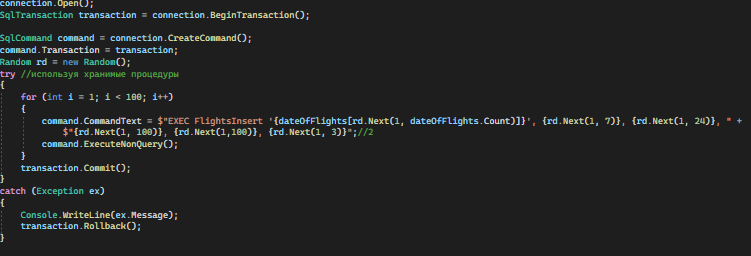 connection.Open();
SqlTransaction transaction = connection.BeginTransaction();
SqlCommand command = connection.CreateCommand();
command.Transaction = transaction;
Random rd = new Random();
try //используя хранимые процедуры
{
for (int i = 1; i < 100; i++)
{
command.CommandText = $"EXEC FlightsInsert '{dateOfFlights[rd.Next(1, dateOfFlights.Count)]}', {rd.Next(1, 7)}, {rd.Next(1, 24)}, " +
$"{rd.Next(1, 100)}, {rd.Next(1,100)}, {rd.Next(1, 3)}";//2
command.ExecuteNonQuery();
}
transaction.Commit();
}
catch (Exception ex)
{
Console.WriteLine(ex.Message);
transaction.Rollback();
}